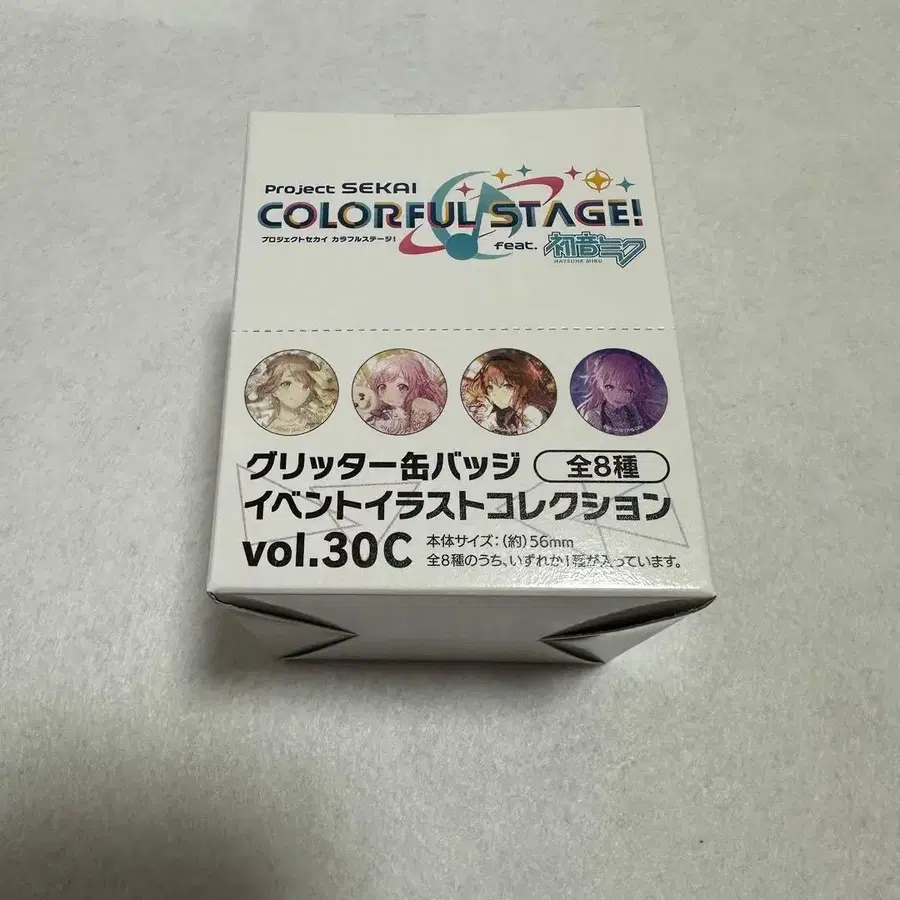 Project SEKAI
COLORFUL STAGE!
プロジェクトセカイ カラフルステージ!
feat. 初音ミク
HATSUNE MIKU
グリッター缶バッジ 全8種
イベントイラストコレクション
vol.30C 本体サイズ:(約)56mm
全8種のうち、いずれか1種が入っています。